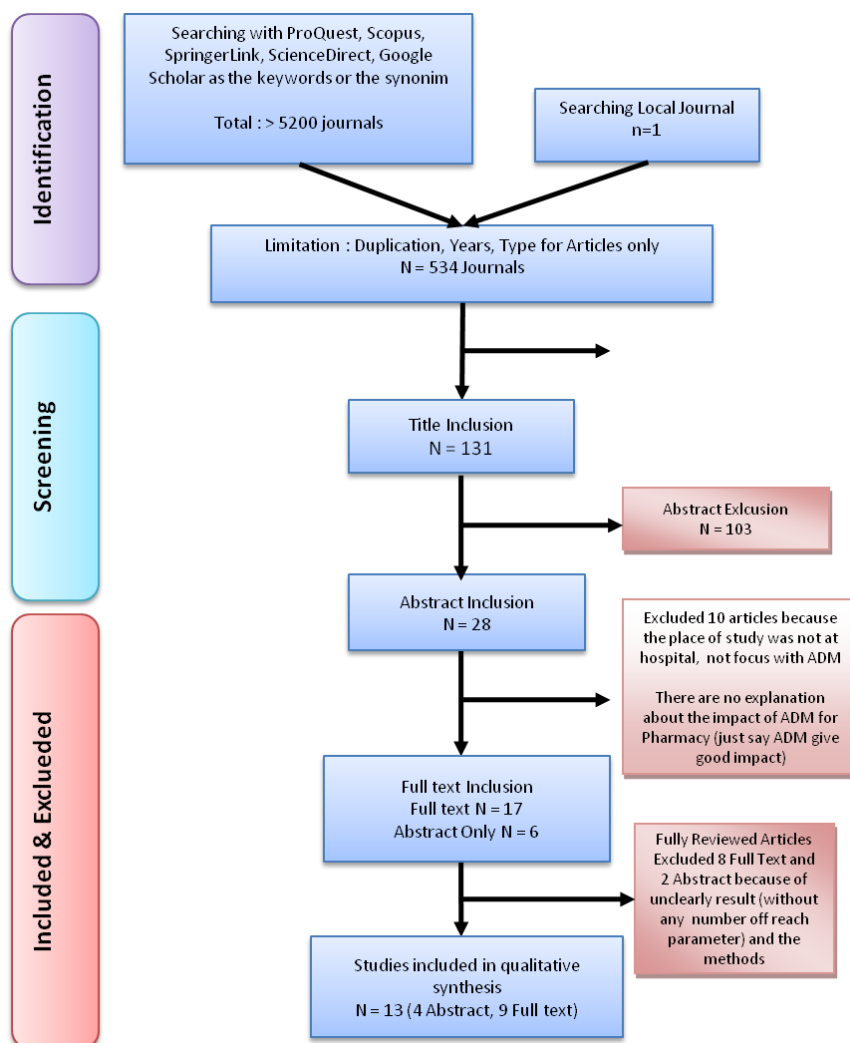 Identification
Searching with ProQuest, Scopus,
SpringerLink, ScienceDirect, Google
Scholar as the keywords or the synonim
Total : > 5200 journals
Searching Local Journal
n=1
Limitation : Duplication, Years, Type for Articles only
N = 534 Journals
Screening
Title Inclusion
N = 131
Abstract Exlcusion
N = 103
Abstract Inclusion
N = 28
Included & Exclueded
Excluded 10 articles because
the place of study was not at
hospital, not focus with ADM
There are no explanation
about the impact of ADM for
Pharmacy (just say ADM give
good impact)
Full text Inclusion
Full text N = 17
Abstract Only N = 6
Fully Reviewed Articles
Excluded 8 Full Text and
2 Abstract because of
unclearly result (without
any number off reach
parameter) and the
methods
Studies included in qualitative
synthesis
N = 13 (4 Abstract, 9 Full text)